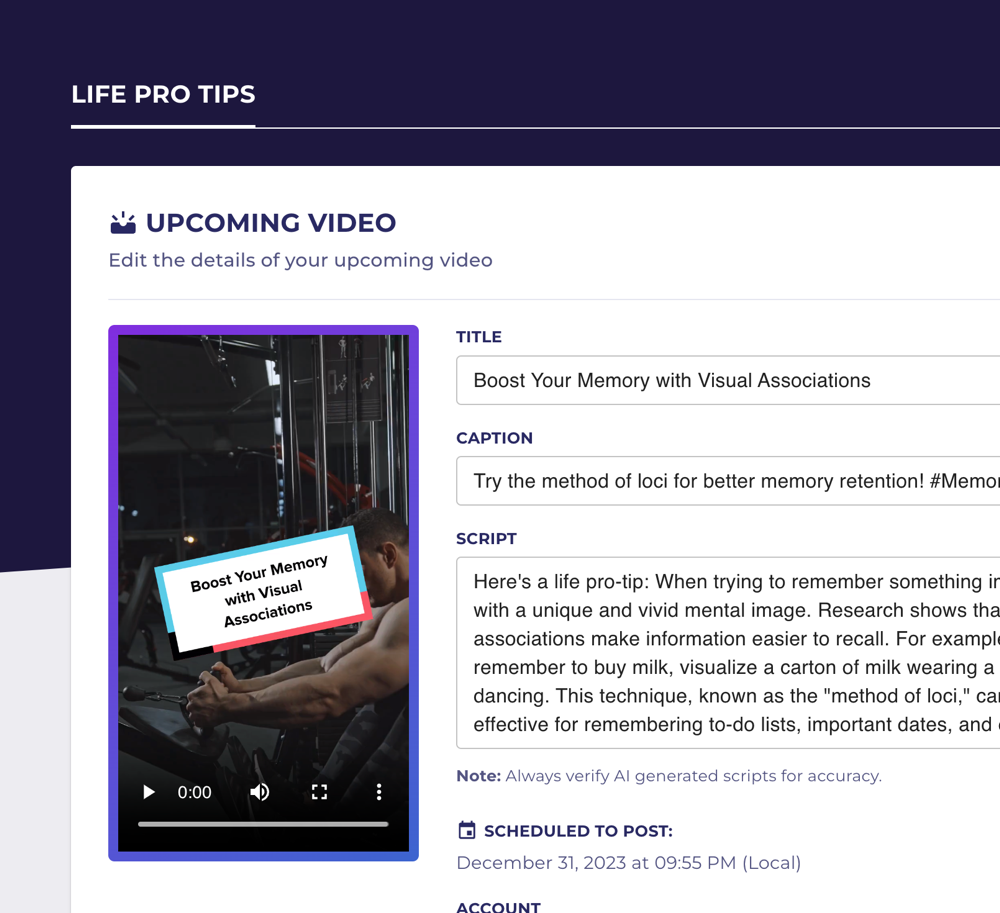 LIFE PRO TIPS
UPCOMING VIDEO
Edit the details of your upcoming video
Boost Your Memory
with Visual
Associations
0:00
TITLE
Boost Your Memory with Visual Associations
CAPTION
Try the method of loci for better memory retention! #Memor
SCRIPT
Here's a life pro-tip: When trying to remember something in
with a unique and vivid mental image. Research shows tha
associations make information easier to recall. For example
remember to buy milk, visualize a carton of milk wearing a
dancing. This technique, known as the "method of loci," ca
effective for remembering to-do lists, important dates, and
Note: Always verify AI generated scripts for accuracy.
SCHEDULED TO POST:
December 31, 2023 at 09:55 PM (Local)
ACCOUNT